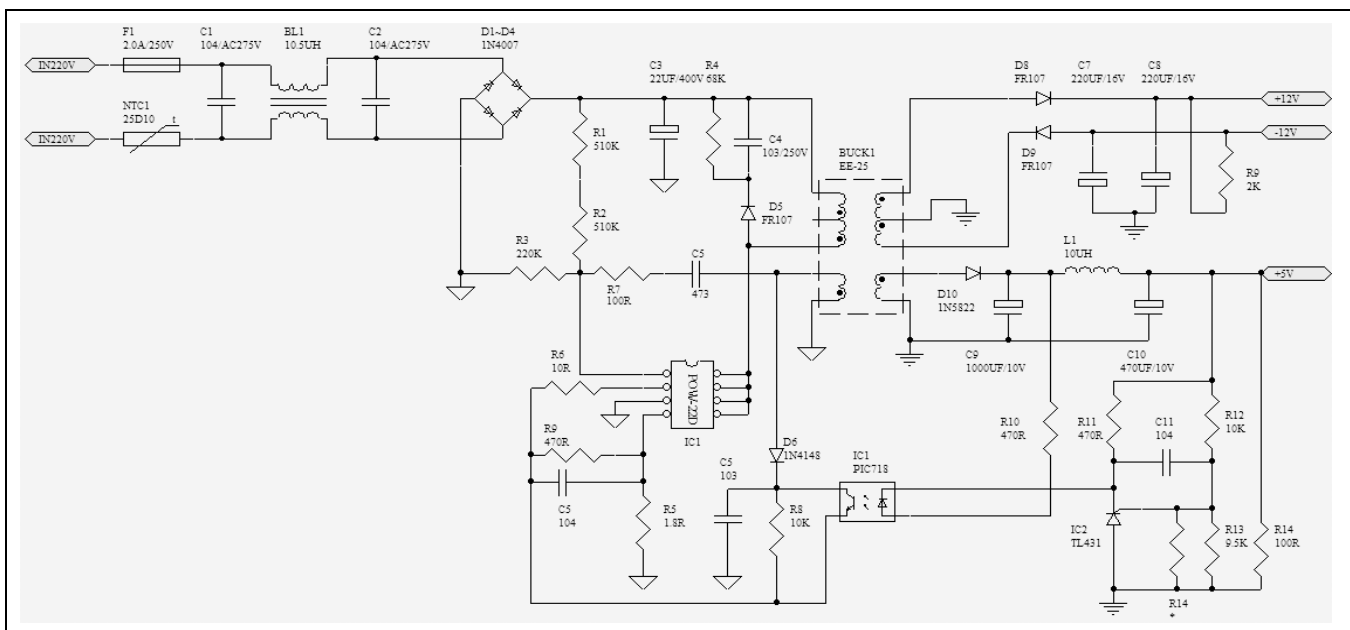 F1
2.0A/250V
C1
104/AC275V
BL1
10.5UH
C2
104/AC275V
D1~D4
1N4007
IN220V
NTC1
25D10
t
IN220V
C3
22UF/400V
R4
68K
R1
510K
C4
103/250V
D5
FR107
R2
510K
R3
220K
R7
100R
C5
473
BUCK1
EE-25
D8
FR107
C7
220UF/16V
C8
220UF/16V
+12V
-12V
D9
FR107
R9
2K
L1
10UH
+5V
D10
1N5822
C9
1000UF/10V
C10
470UF/10V
R6
10R
POW-22D
IC1
R9
470R
C5
104
R5
1.8R
C5
103
D6
1N4148
R8
10K
IC1
PIC718
R10
470R
R11
470R
C11
104
R12
10K
IC2
TL431
R13
9.5K
R14
100R
R14
*